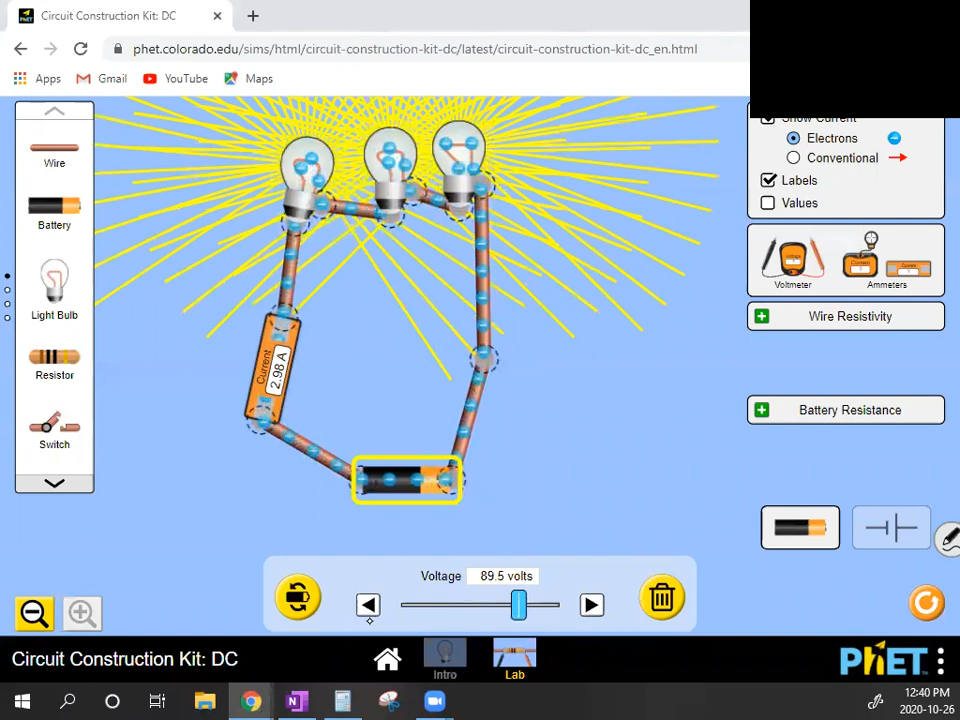 Circuit Construction Kit: DC
phet.colorado.edu/sims/html/circuit-construction-kit-dc/latest/circuit-construction-kit-dc_en.html
Apps Gmail YouTube Maps
Wire
Battery
Light Bulb
Resistor
Switch
Current
2.98 A
Show Current
Electrons
Conventional
Labels
Values
Voltmeter
Ammeters
Wire Resistivity
Battery Resistance
Voltage 89.5 volts
Circuit Construction Kit: DC
Intro
Lab
PhET
12:40 PM
2020-10-26